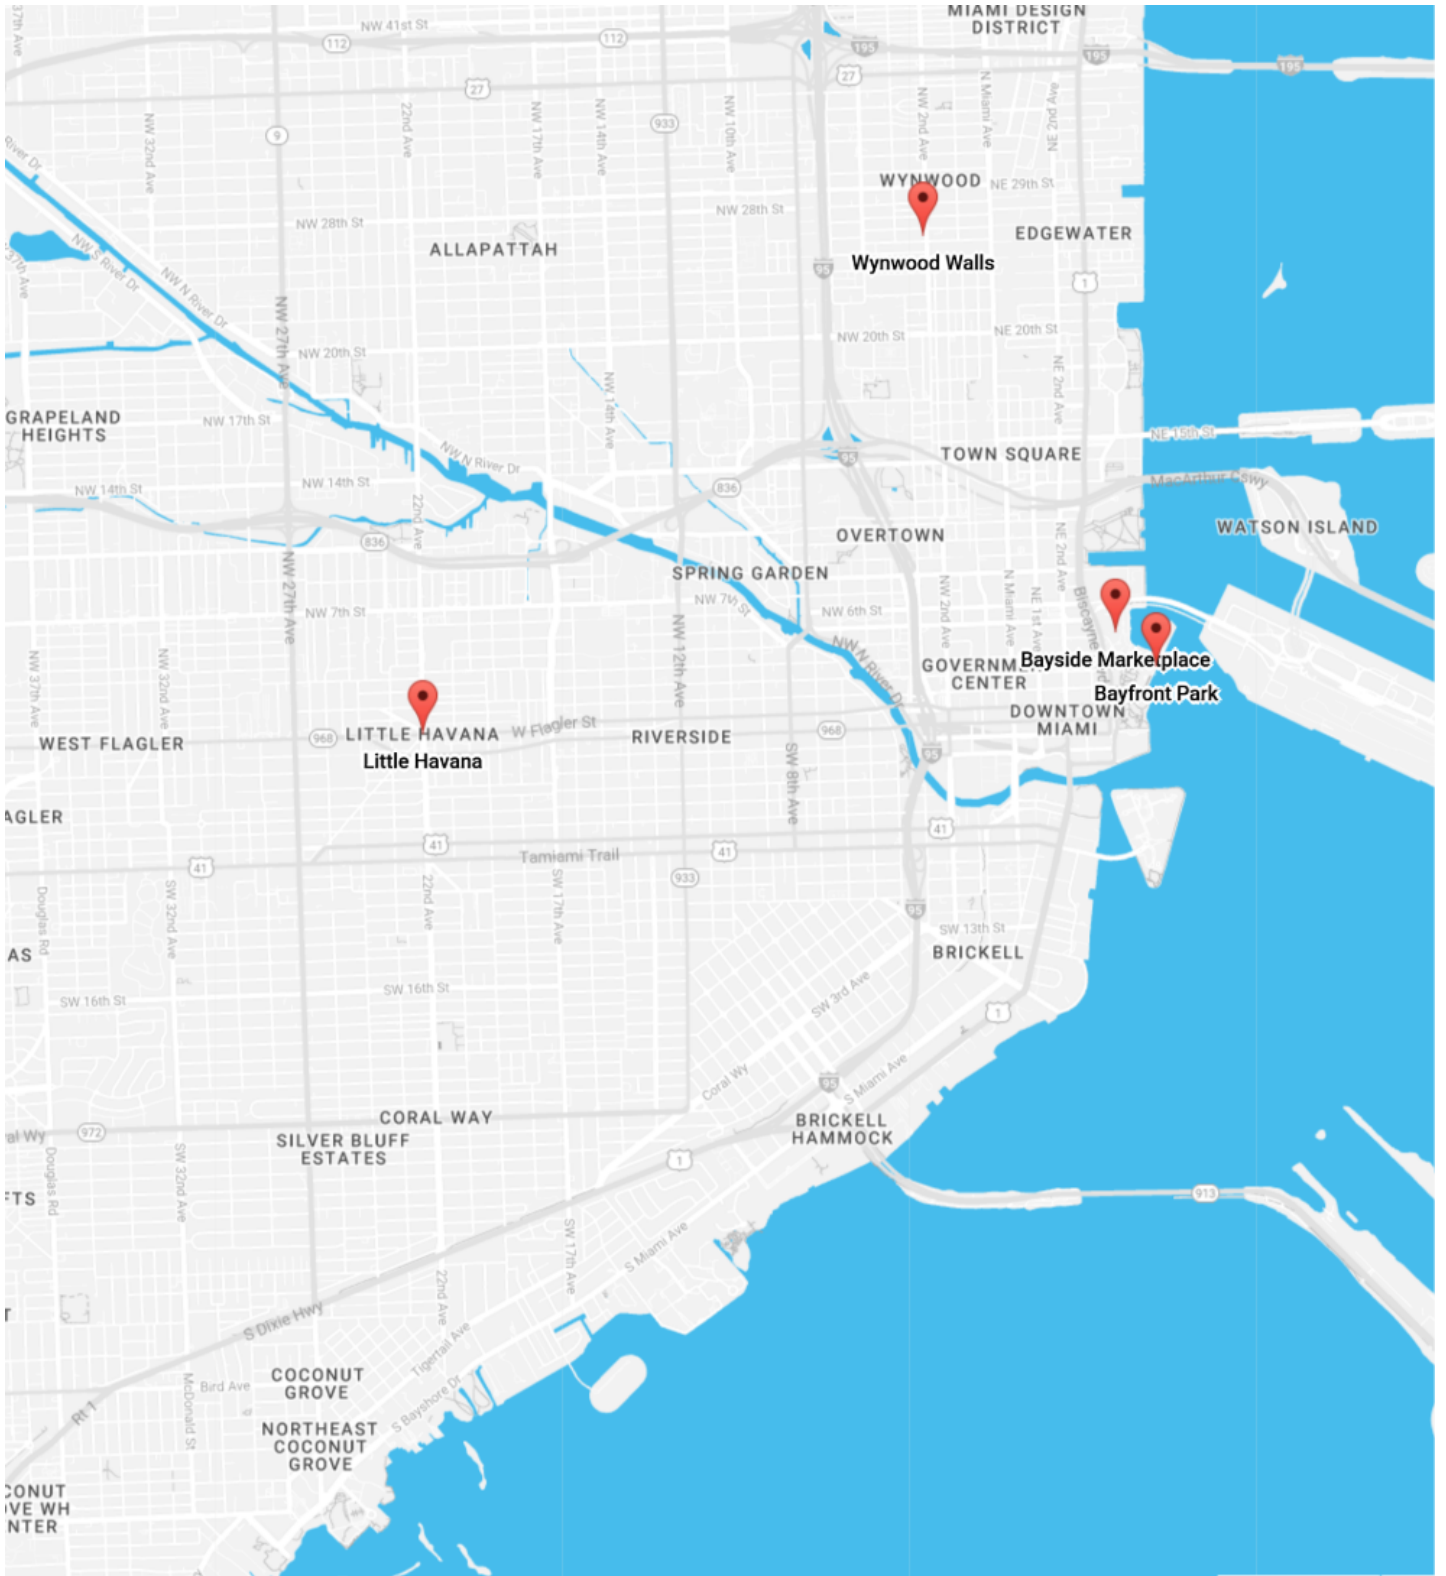 37th Ave
NW 41st St
MIAMI DESIGN
DISTRICT
112
112
195
195
195
27
27
9
933
NW 32nd Ave
22nd Ave
NW 17th Ave
NW 14th Ave
NW 10th Ave
NW 2nd Ave
N Miami Ave
NE 2nd Ave
River Dr
WYNWOOD
NE 29th St
NW 28th St
NW 28th St
ALLAPATTAH
EDGEWATER
Wynwood Walls
37th Ave
NW S River Dr
NW N River Dr
95
1
NW 27th Ave
NW 20th St
NW 20th St
NE 20th St
NW 14th Ave
NE 2nd Ave
GRAPELAND
HEIGHTS
NW 17th St
NE 15th St
NW N River Dr
TOWN SQUARE
95
NW 14th St
NW 14th St
836
MacArthur Cswy
22nd Ave
836
OVERTOWN
WATSON ISLAND
NE 2nd Ave
NW 27th Ave
SPRING GARDEN
NW 7th St
NW 7th St
NW 6th St
NW 2nd Ave
N Miami Ave
NE 1st Ave
Biscayne
NW 12th Ave
NW N River Dr
NW 37th Ave
NW 32nd Ave
Bayside Marketplace
GOVERNME
CENTER
Bayfront Park
DOWNTOWN
MIAMI
968
LITTLE HAVANA
W Flagler St
RIVERSIDE
968
WEST FLAGLER
Little Havana
95
SW 8th Ave
AGLER
41
41
41
41
Tamiami Trail
933
Douglas Rd
SW 32nd Ave
22nd Ave
SW 17th Ave
95
SW 13th St
BRICKELL
AS
SW 16th St
SW 16th St
SW 3rd Ave
1
Coral Wy
95
S Miami Ave
CORAL WAY
BRICKELL
HAMMOCK
ral Wy
972
SILVER BLUFF
ESTATES
1
Douglas Rd
SW 32nd Ave
FTS
913
SW 17th Ave
S Miami Ave
22nd Ave
T
S Dixie Hwy
Tigertail Ave
COCONUT
GROVE
Bird Ave
Rt 1
McDonald St
S Bayshore Dr
NORTHEAST
COCONUT
GROVE
CONUT
VE WH
NTER